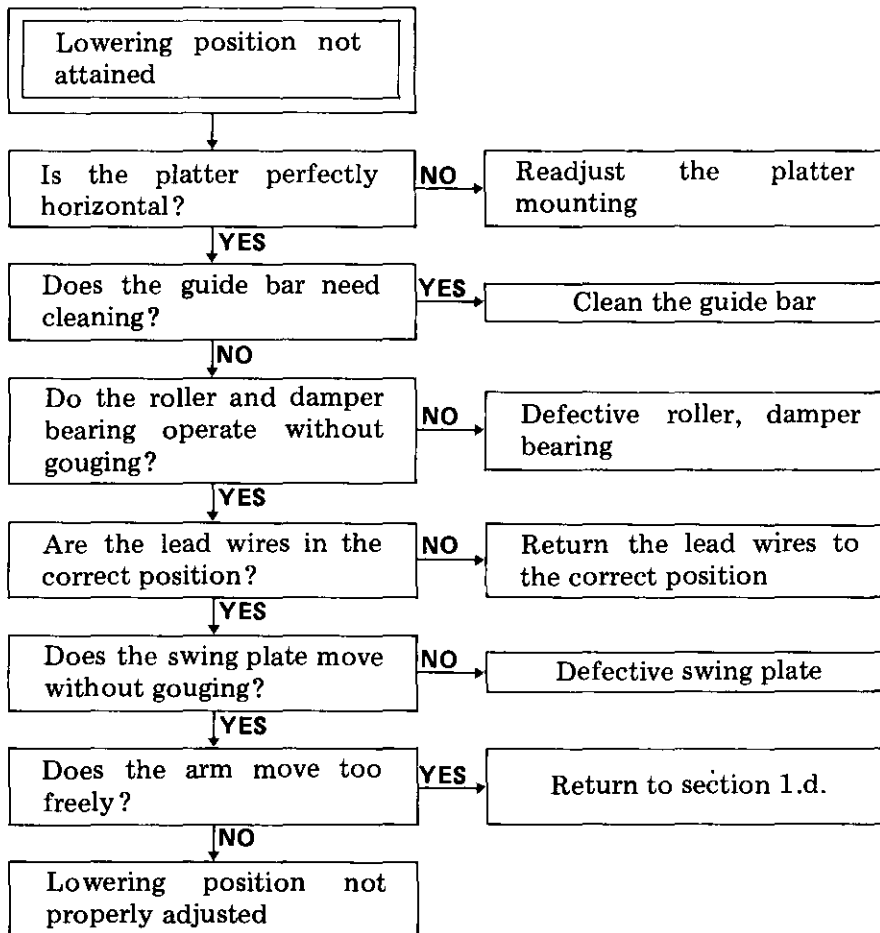 Lowering position not
attained
Is the platter perfectly
horizontal?
NO
Readjust the platter
mounting
YES
Does the guide bar need
cleaning?
YES
Clean the guide bar
NO
Do the roller and damper
bearing operate without
gouging?
NO
Defective roller, damper
bearing
YES
Are the lead wires in the
correct position?
NO
Return the lead wires to
the correct position
YES
Does the swing plate move
without gouging?
NO
Defective swing plate
YES
Does the arm move too
freely?
YES
Return to section 1.d.
NO
Lowering position not
properly adjusted